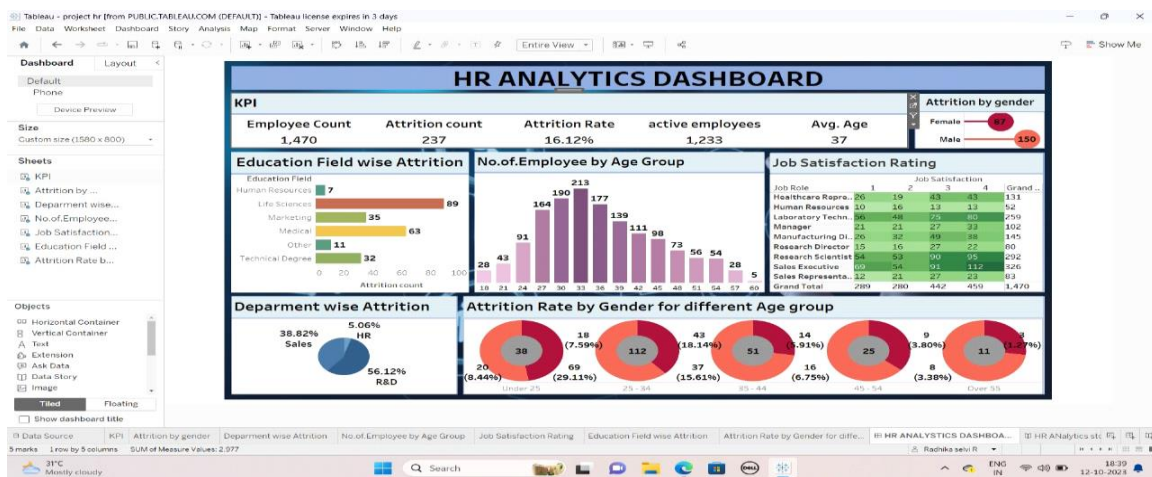 Tableau - project hr [from PUBLIC.TABLEAU.COM (DEFAULT)] - Tableau license expires in 3 days
File Data Worksheet Dashboard Story Analysis Map Format Server Window Help
Entire View
Show Me
Dashboard Layout
Default
Phone
Device Preview
Size
Custom size (1580 x 800)
Sheets
KPI
Attrition by ...
Deparment wise...
No.of.Employee...
Job Satisfaction...
Education Field ...
Attrition Rate b...
Objects
Horizontal Container
Vertical Container
A Text
Extension
Ask Data
Data Story
Image
Tiled Floating
Show dashboard title
HR ANALYTICS DASHBOARD
KPI
Employee Count Attrition count Attrition Rate active employees Avg. Age
1,470 237 16.12% 1,233 37
Attrition by gender
Female 87
Male 150
Education Field wise Attrition
Education Field
Human Resources 7
Life Sciences 89
Marketing 35
Medical 63
Other 11
Technical Degree 32
0 20 40 60 80 100
Attrition count
No.of.Employee by Age Group
28 43 91 164 190 213 177 139 111 98 73 56 54 28 5
18 21 24 27 30 33 36 39 42 45 48 51 54 57 60
Job Satisfaction Rating
Job Satisfaction
Job Role 1 2 3 4 Grand ...
Healthcare Repre.. 26 19 43 43 131
Human Resources 10 16 13 13 52
Laboratory Techn.. 56 48 75 80 259
Manager 21 21 27 33 102
Manufacturing Di.. 26 32 49 38 145
Research Director 15 16 27 22 80
Research Scientist 54 53 90 95 292
Sales Executive 69 54 91 112 326
Sales Representa.. 12 21 27 23 83
Grand Total 289 280 442 459 1,470
Deparment wise Attrition
5.06%
HR
38.82%
Sales
56.12%
R&D
Attrition Rate by Gender for different Age group
38
18
(7.59%)
20
(8.44%)
Under 25
112
43
(18.14%)
69
(29.11%)
25 - 34
51
14
(5.91%)
37
(15.61%)
35 - 44
25
9
(3.80%)
16
(6.75%)
45 - 54
11
3
(1.27%)
8
(3.38%)
Over 55
Data Source KPI Attrition by gender Deparment wise Attrition No.of.Employee by Age Group Job Satisfaction Rating Education Field wise Attrition Attrition Rate by Gender for diffe... HR ANALYSTICS DASHBOA... HR ANalytics sto
5 marks 1 row by 5 columns SUM of Measure Values: 2,977
Radhika selvi R
31°C
Mostly cloudy
Search
DELL
ENG
IN
18:39
12-10-2023